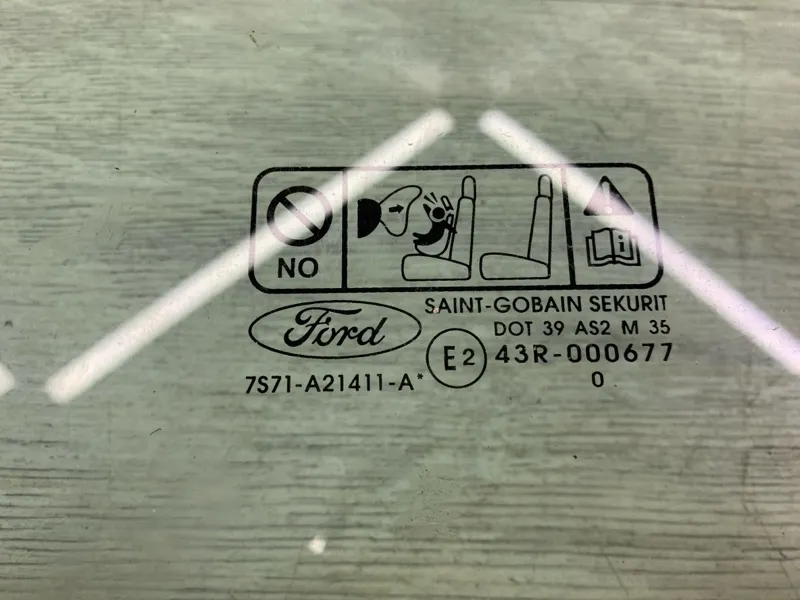 NO
i
Ford
SAINT-GOBAIN SEKURIT
DOT 39 AS2 M 35
E2
43R-000677
7S71-A21411-A*
0